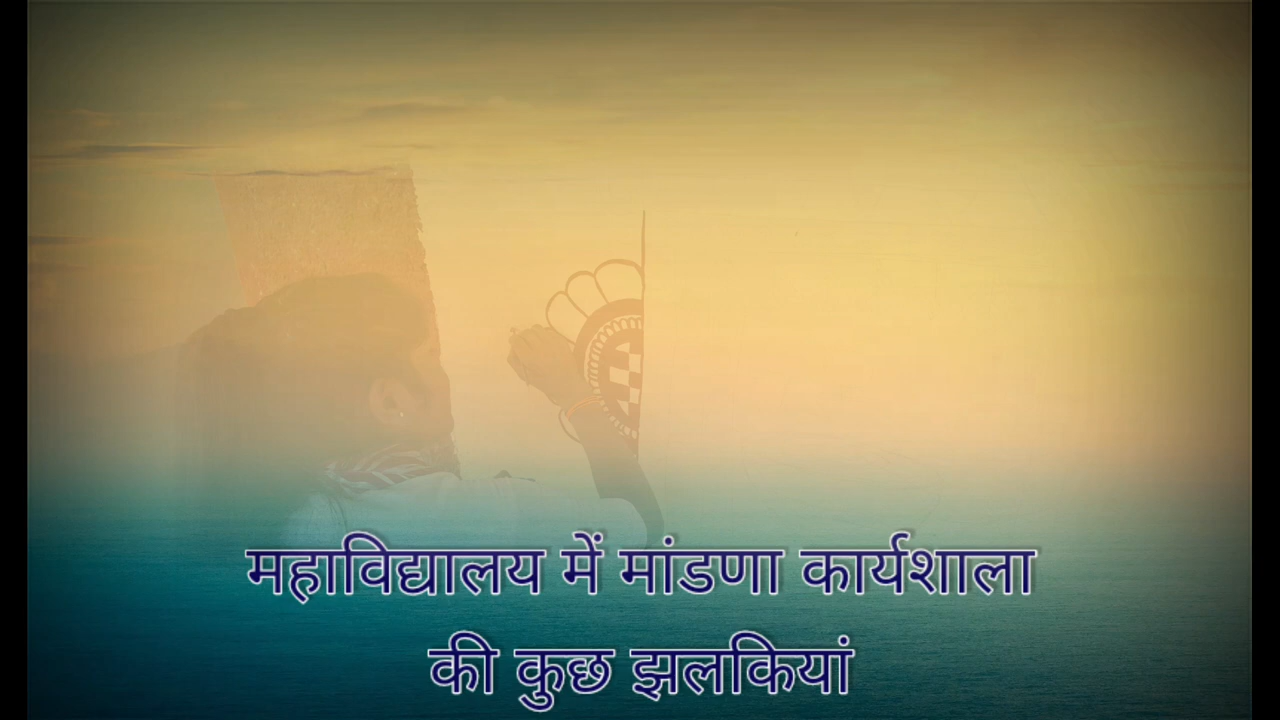 महाविद्यालय में मांडणा कार्यशाला
की कुछ झलकियां